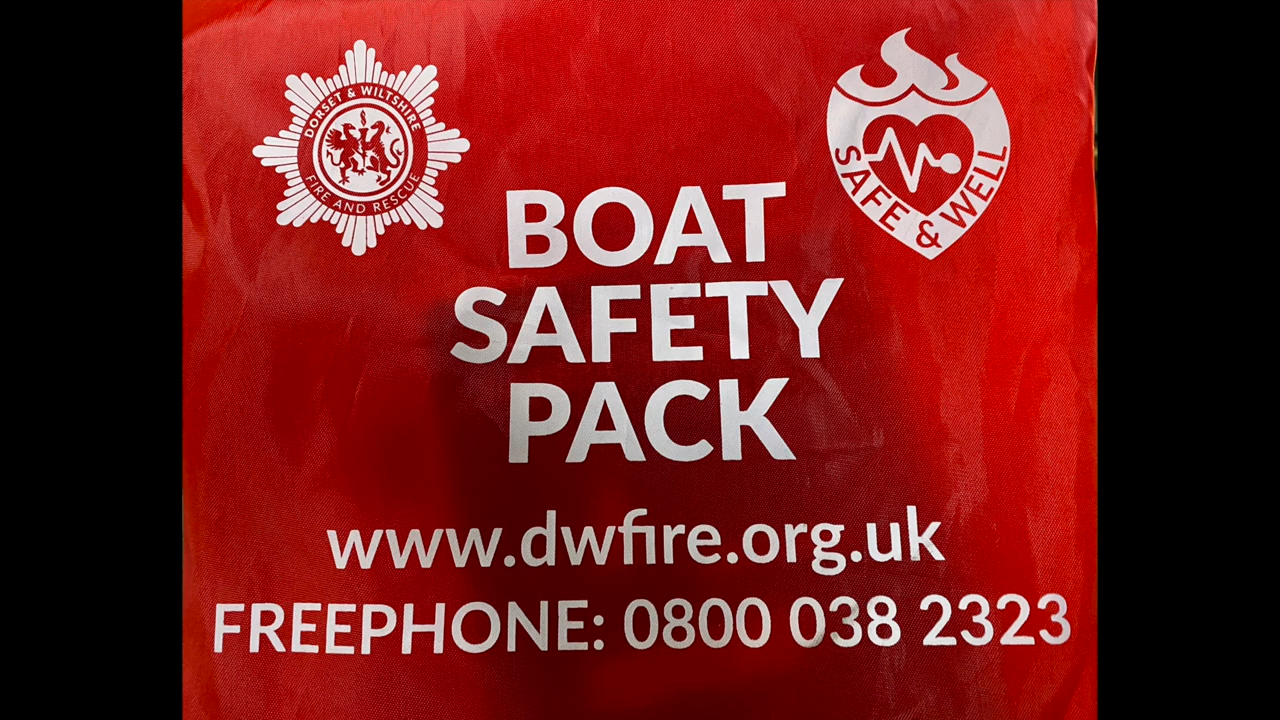 DORSET & WILTSHIRE
FIRE AND RESCUE
SAFE & WELL
BOAT
SAFETY
PACK
www.dwfire.org.uk
FREEPHONE: 0800 038 2323